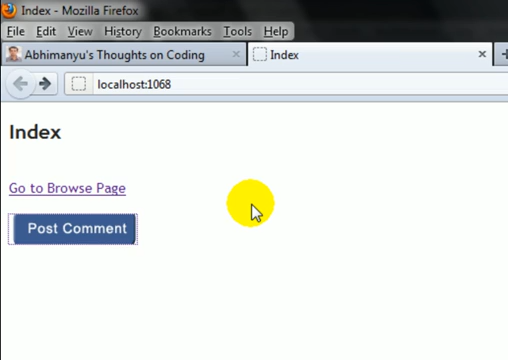 Index - Mozilla Firefox
File Edit View History Bookmarks Tools Help
Abhimanyu's Thoughts on Coding × Index ×
localhost:1068
Index
Go to Browse Page
Post Comment